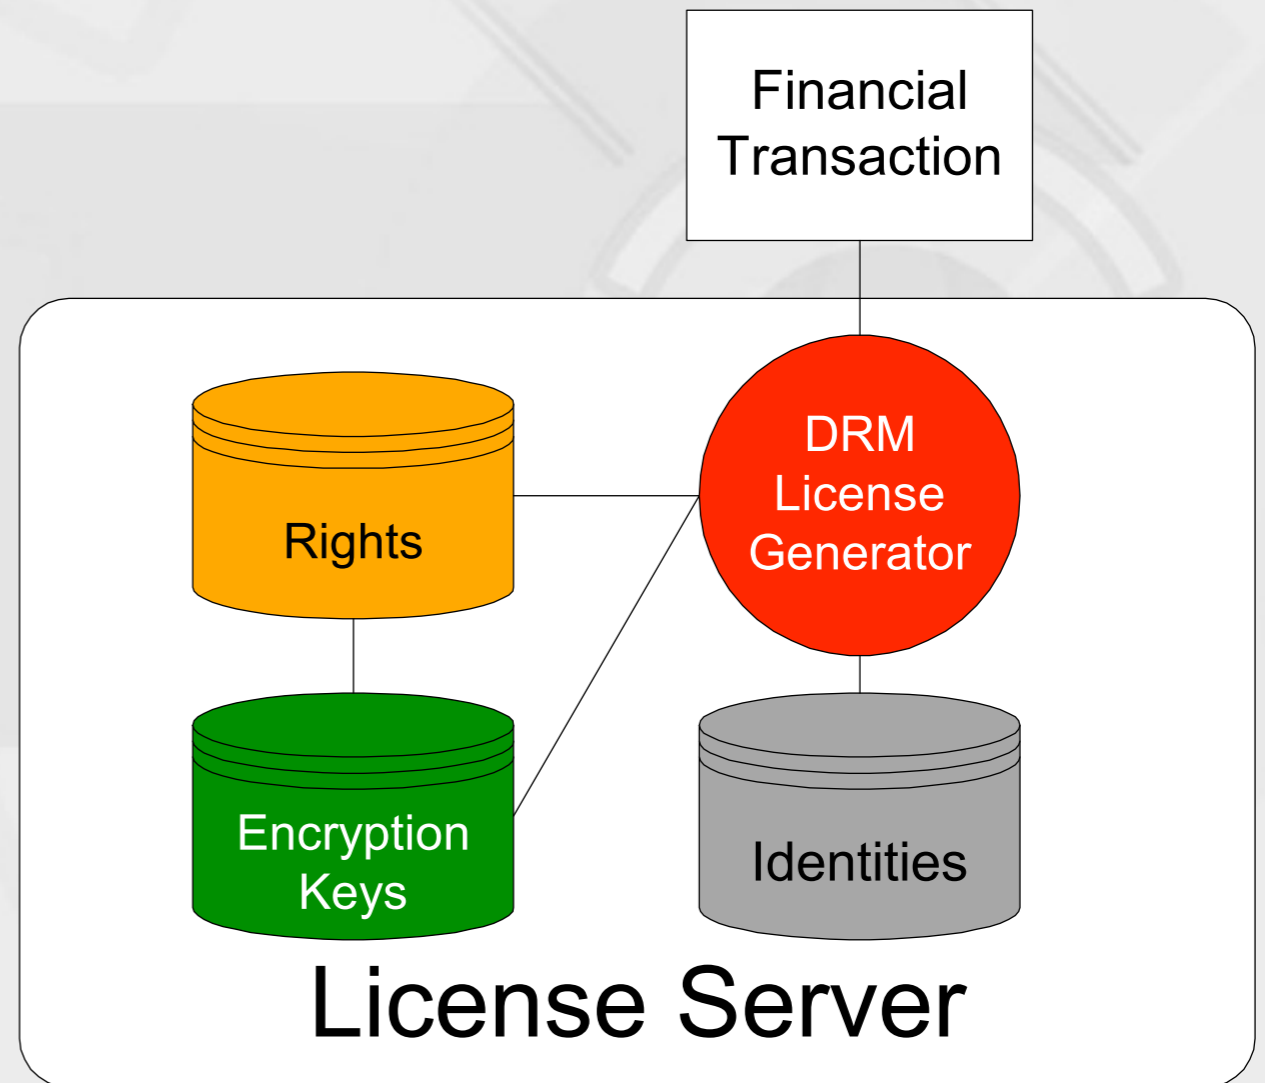 Financial
Transaction
DRM
License
Generator
Rights
Encryption
Keys
Identities
License Server